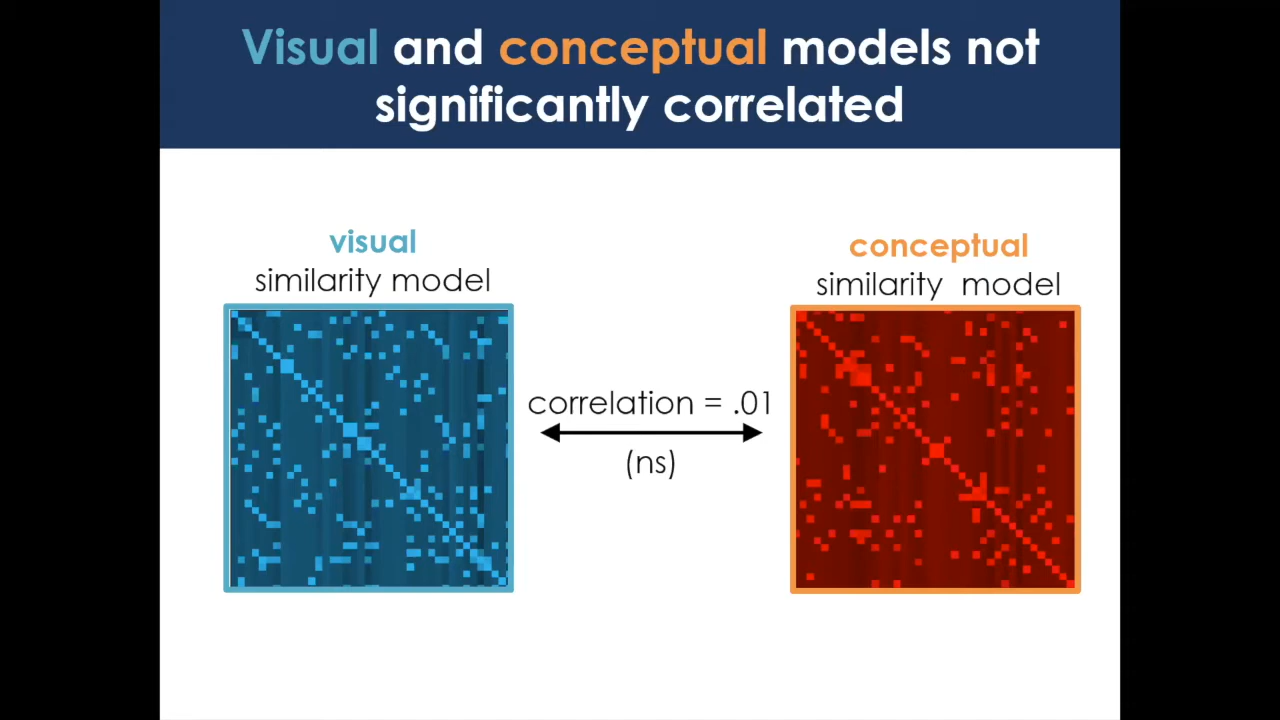 Visual and conceptual models not
significantly correlated
visual
similarity model
conceptual
similarity model
correlation = .01
(ns)